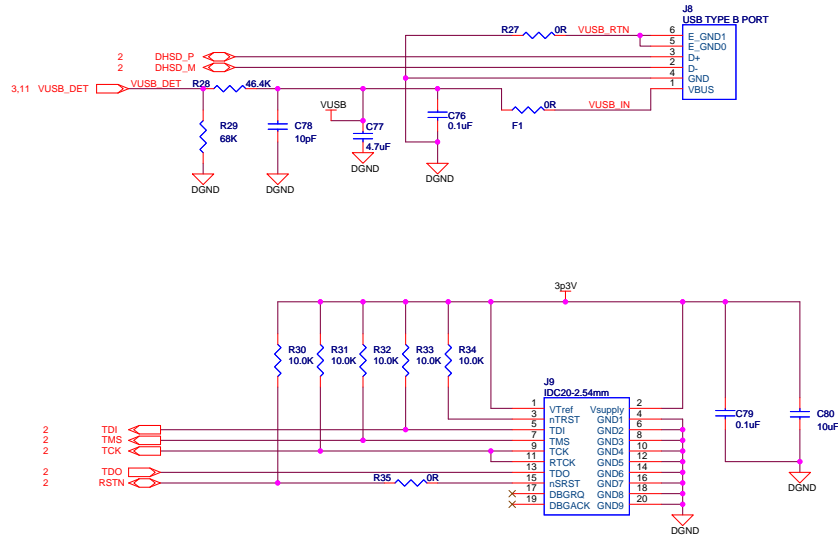 J8
USB TYPE B PORT
R27 0R VUSB_RTN
6 E_GND1
5 E_GND0
2 DHSD_P 3 D+
2 DHSD_M 2 D-
4 GND
3,11 VUSB_DET VUSB_DET R28 46.4K 1 VBUS
VUSB
0R VUSB_IN
F1
R29
68K
C78
10pF
C77
4.7uF
C76
0.1uF
DGND
DGND
DGND
DGND
3p3V
R30
10.0K
R31
10.0K
R32
10.0K
R33
10.0K
R34
10.0K
J9
IDC20-2.54mm
1 VTref Vsupply 2
3 nTRST GND1 4
2 TDI 5 TDI GND2 6
2 TMS 7 TMS GND3 8
2 TCK 9 TCK GND4 10
11 RTCK GND5 12
2 TDO 13 TDO GND6 14
2 RSTN R35 0R 15 nSRST GND7 16
17 DBGRQ GND8 18
19 DBGACK GND9 20
C79
0.1uF
C80
10uF
DGND
DGND